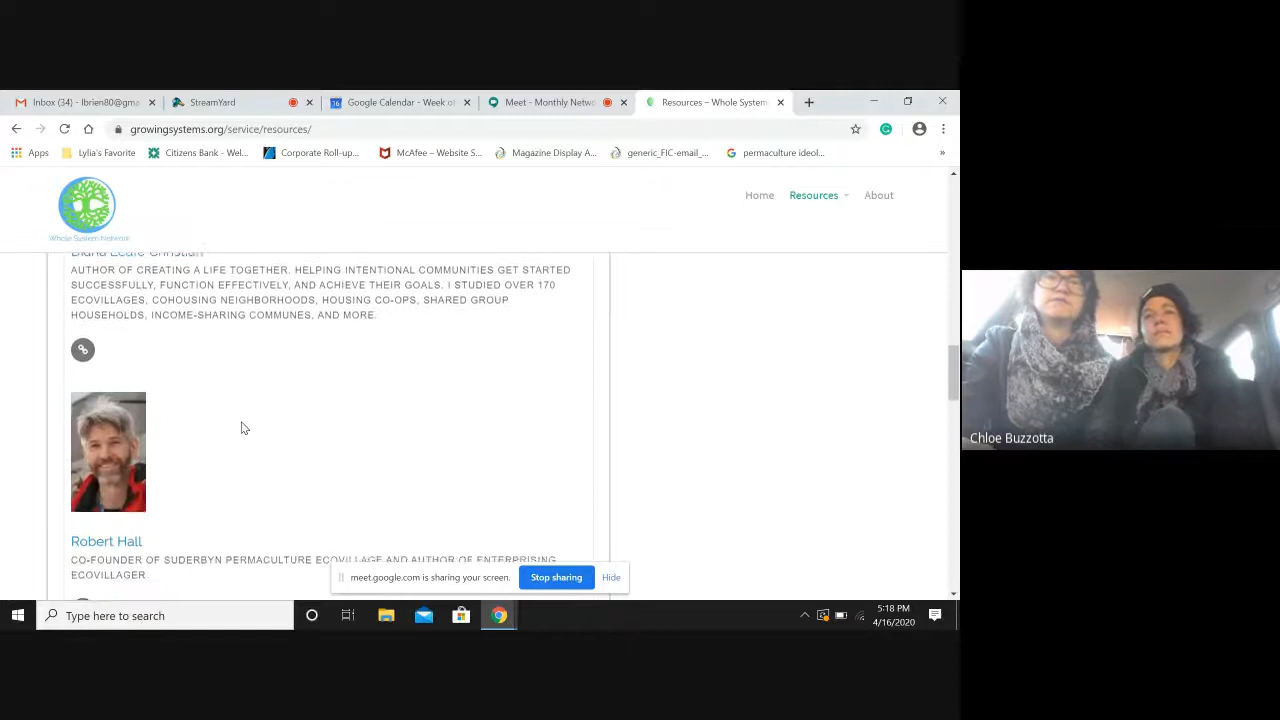 Inbox (34) - lbrien80@gma
StreamYard
Google Calendar - Week of
Meet - Monthly Netwo
Resources – Whole System
growingsystems.org/service/resources/
Apps
Lylia's Favorite
Citizens Bank - Wel...
Corporate Roll-up...
McAfee – Website S...
Magazine Display A...
generic_FIC-email_...
permaculture ideol...
»
Whole System Network
Home
Resources
About
AUTHOR OF CREATING A LIFE TOGETHER. HELPING INTENTIONAL COMMUNITIES GET STARTED
SUCCESSFULLY, FUNCTION EFFECTIVELY, AND ACHIEVE THEIR GOALS. I STUDIED OVER 170
ECOVILLAGES, COHOUSING NEIGHBORHOODS, HOUSING CO-OPS, SHARED GROUP
HOUSEHOLDS, INCOME-SHARING COMMUNES, AND MORE.
Robert Hall
CO-FOUNDER OF SUDERBYN PERMACULTURE ECOVILLAGE AND AUTHOR OF ENTERPRISING
ECOVILLAGER
meet.google.com is sharing your screen.
Stop sharing
Hide
Type here to search
5:18 PM
4/16/2020
Chloe Buzzotta